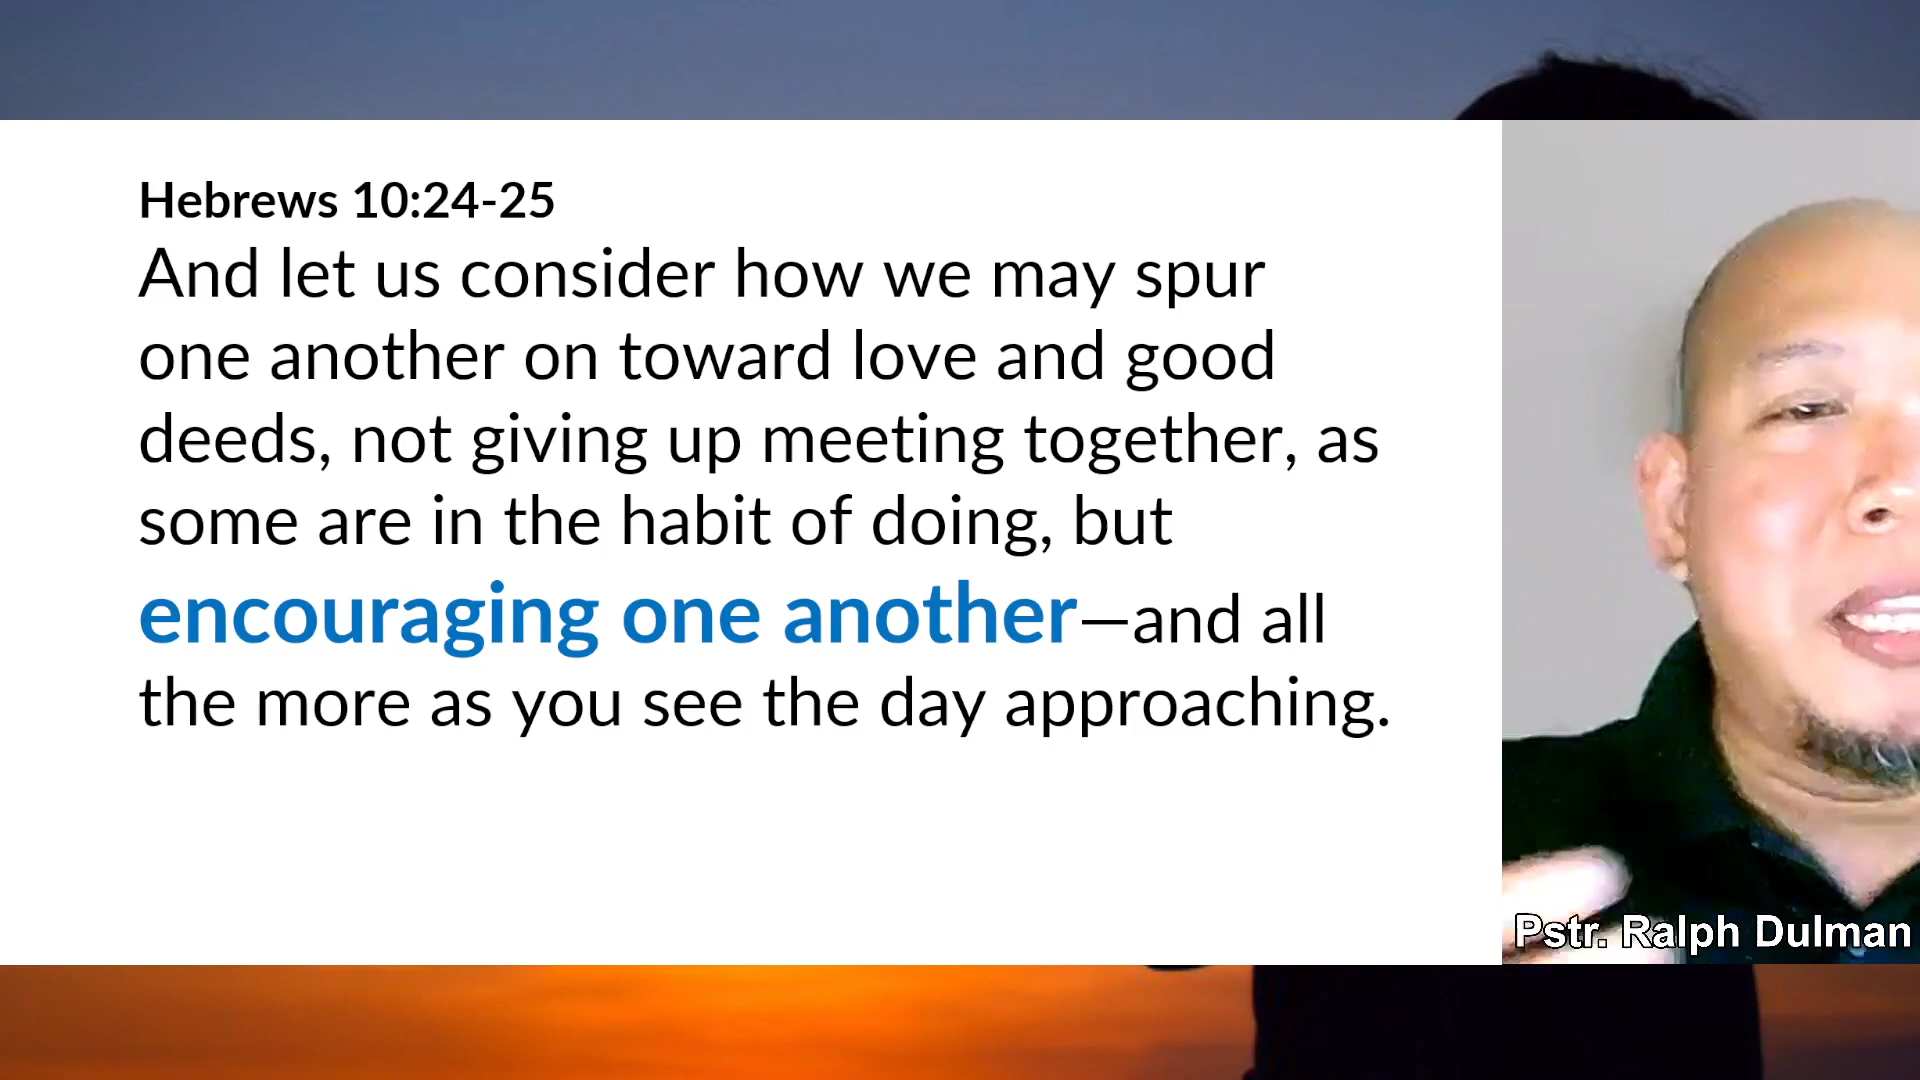 Hebrews 10:24-25
And let us consider how we may spur
one another on toward love and good
deeds, not giving up meeting together, as
some are in the habit of doing, but
encouraging one another—and all
the more as you see the day approaching.
Pstr. Ralph Dulman